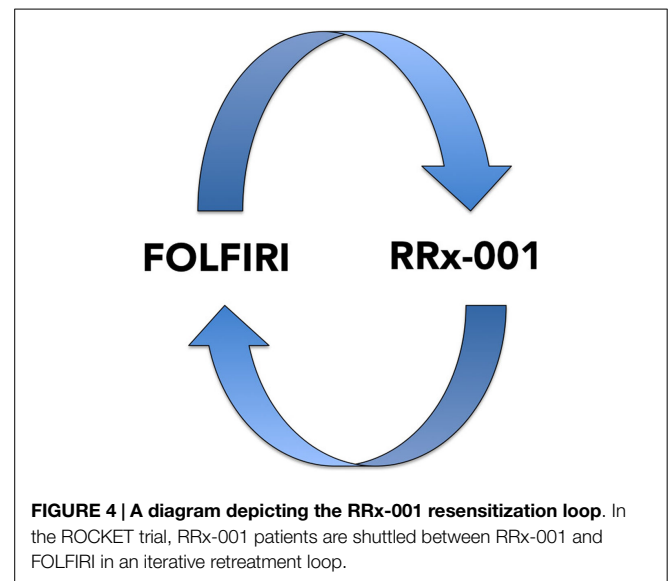 FOLFIRI RRx-001
FIGURE 4 | A diagram depicting the RRx-001 resensitization loop. In
the ROCKET trial, RRx-001 patients are shuttled between RRx-001 and
FOLFIRI in an iterative retreatment loop.